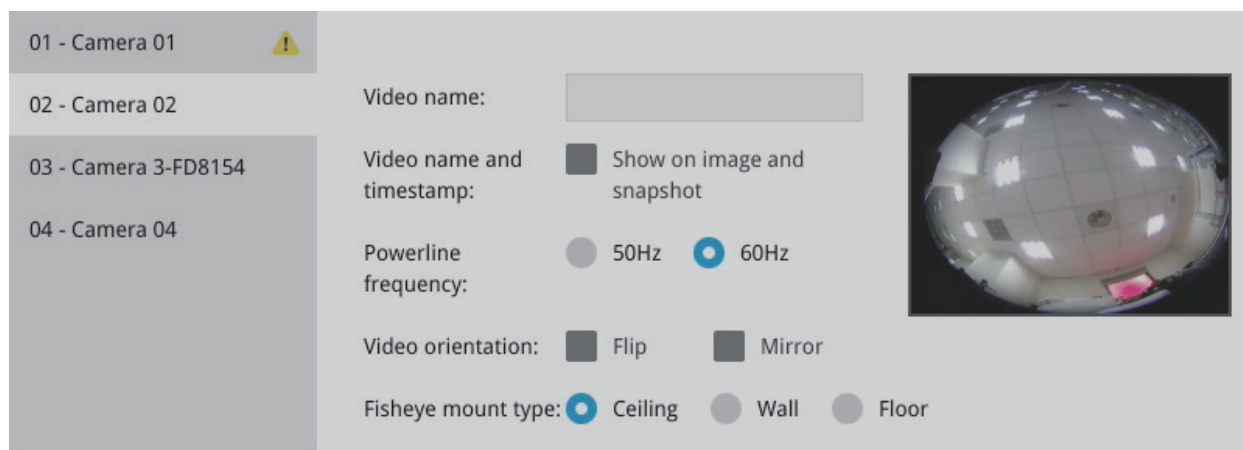 01 - Camera 01
02 - Camera 02
03 - Camera 3-FD8154
04 - Camera 04
Video name:
Video name and
timestamp:
Show on image and
snapshot
Powerline
frequency:
50Hz 60Hz
Video orientation: Flip Mirror
Fisheye mount type: Ceiling Wall Floor